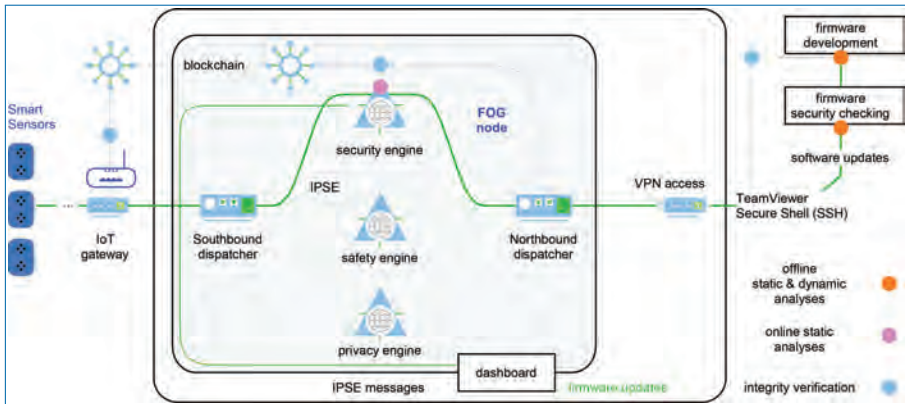 firmware
development
blockchain
Smart
Sensors
FOG
node
firmware
security checking
security engine
software updates
IPSE
VPN access
TeamViewer
Secure Shell (SSH)
IoT
gateway
Southbound
dispatcher
safety engine
Northbound
dispatcher
offline
static & dynamic
analyses
online static
analyses
privacy engine
dashboard
IPSE messages
firmware updates
integrity verification